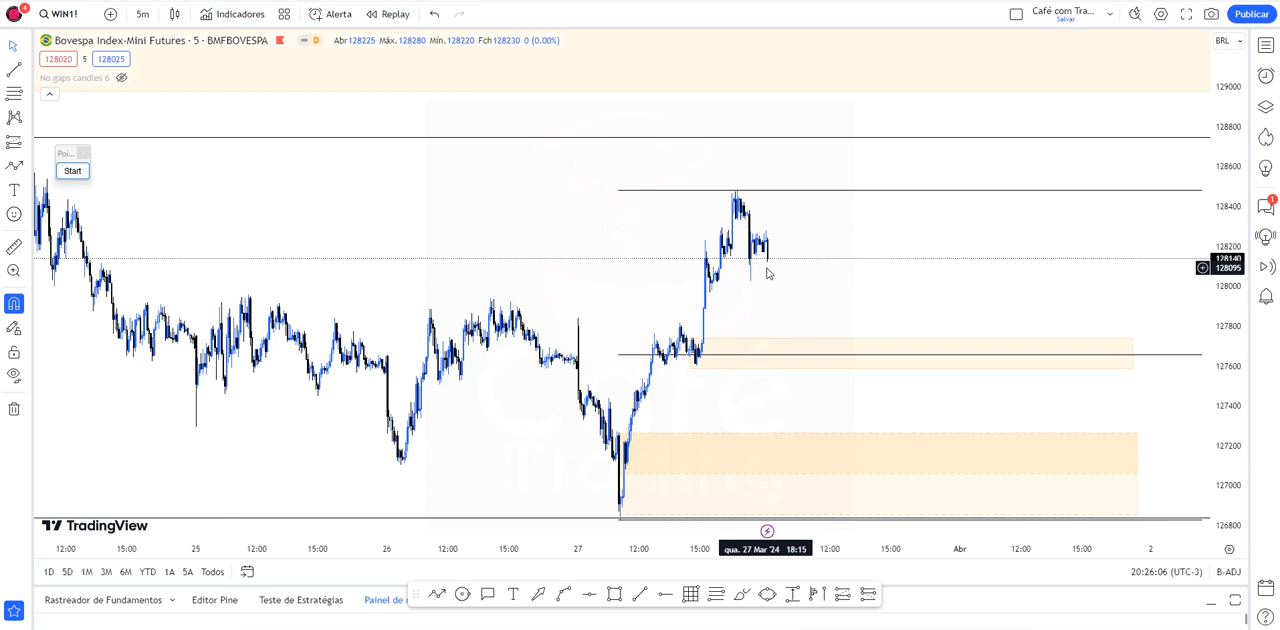 4
WIN1!
5m
Indicadores
Alerta
Replay
Café com Tra...
Salvar
Publicar
Bovespa Index-Mini Futures · 5 · BMFBOVESPA
D
Abr128225 Máx.128280 Mín.128220 Fch128230 0 (0.00%)
BRL
128020
5
128025
No gaps candles 6
129000
128800
Poi...
Start
128600
128400
128200
128140
128095
128000
127800
127600
127400
127200
127000
126800
1
Café
Trading
TradingView
12:00
15:00
25
12:00
15:00
26
12:00
15:00
27
12:00
15:00
qua. 27 Mar '24 18:15
12:00
15:00
Abr
12:00
15:00
2
1D
5D
1M
3M
6M
YTD
1A
5A
Todos
20:26:06 (UTC-3)
B-ADJ
Rastreador de Fundamentos
Editor Pine
Teste de Estratégias
Painel de